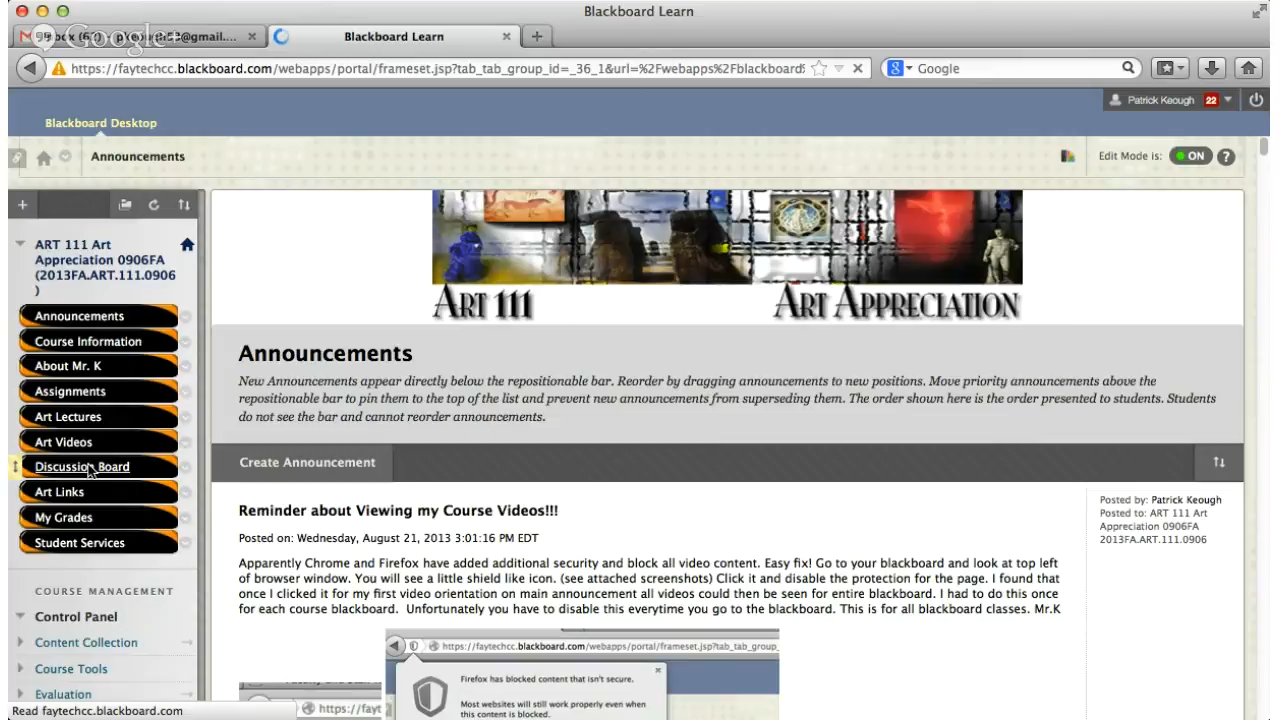 Blackboard Learn
Google+
Inbox (6 pkeough53@gmail....
Blackboard Learn
https://faytechcc.blackboard.com/webapps/portal/frameset.jsp?tab_tab_group_id=_36_1&url=%2Fwebapps%2Fblackboard%
Google
Patrick Keough 22
Blackboard Desktop
Announcements
Edit Mode is: ON ?
ART 111 Art
Appreciation 0906FA
(2013FA.ART.111.0906
)
Announcements
Course Information
About Mr. K
Assignments
Art Lectures
Art Videos
Discussion Board
Art Links
My Grades
Student Services
COURSE MANAGEMENT
Control Panel
Content Collection
Course Tools
Evaluation
Read faytechcc.blackboard.com
ART 111 ART APPRECIATION
Announcements
New Announcements appear directly below the repositionable bar. Reorder by dragging announcements to new positions. Move priority announcements above the
repositionable bar to pin them to the top of the list and prevent new announcements from superseding them. The order shown here is the order presented to students. Students
do not see the bar and cannot reorder announcements.
Create Announcement
Reminder about Viewing my Course Videos!!!
Posted on: Wednesday, August 21, 2013 3:01:16 PM EDT
Apparently Chrome and Firefox have added additional security and block all video content. Easy fix! Go to your blackboard and look at top left
of browser window. You will see a little shield like icon. (see attached screenshots) Click it and disable the protection for the page. I found that
once I clicked it for my first video orientation on main announcement all videos could then be seen for entire blackboard. I had to do this once
for each course blackboard. Unfortunately you have to disable this everytime you go to the blackboard. This is for all blackboard classes. Mr.K
Posted by: Patrick Keough
Posted to: ART 111 Art
Appreciation 0906FA
2013FA.ART.111.0906
https://faytechcc.blackboard.com/webapps/portal/frameset.jsp?tab_tab_group_
Firefox has blocked content that isn't secure.
Most websites will still work properly even when
this content is blocked.
https://fayt